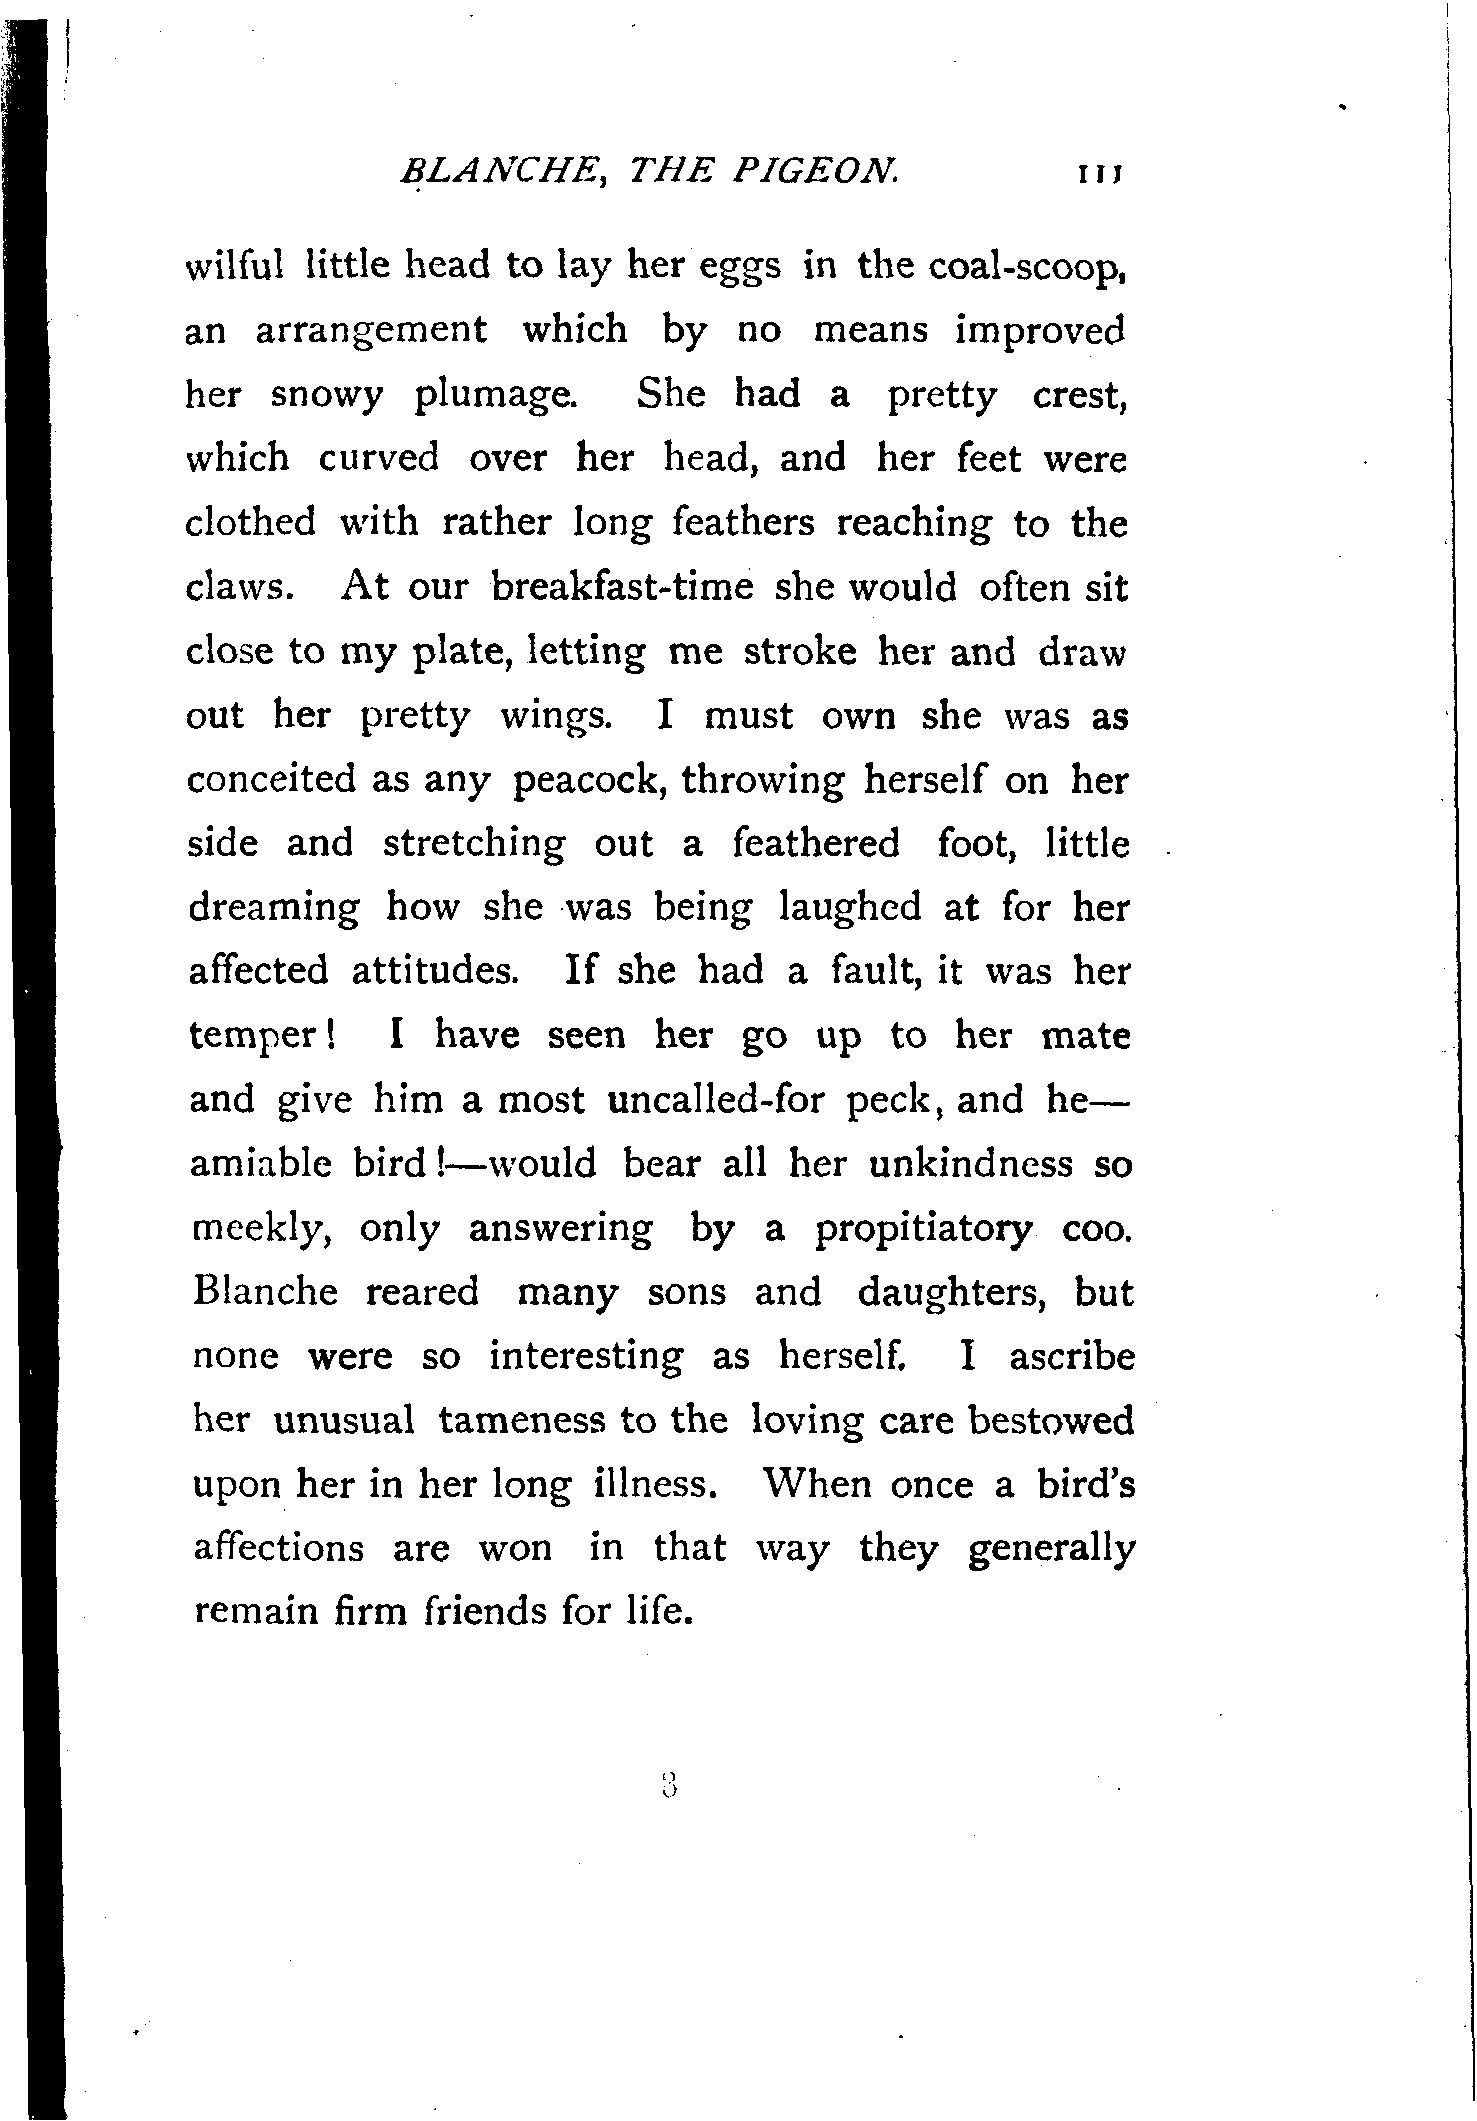 BLANCHE, THE PIGEON. 111
wilful little head to lay her eggs in the coal-scoop,
an arrangement which by no means improved
her snowy plumage. She had a pretty crest,
which curved over her head, and her feet were
clothed with rather long feathers reaching to the
claws. At our breakfast-time she would often sit
close to my plate, letting me stroke her and draw
out her pretty wings. I must own she was as
conceited as any peacock, throwing herself on her
side and stretching out a feathered foot, little
dreaming how she was being laughed at for her
affected attitudes. If she had a fault, it was her
temper! I have seen her go up to her mate
and give him a most uncalled-for peck, and he—
amiable bird!—would bear all her unkindness so
meekly, only answering by a propitiatory coo.
Blanche reared many sons and daughters, but
none were so interesting as herself. I ascribe
her unusual tameness to the loving care bestowed
upon her in her long illness. When once a bird's
affections are won in that way they generally
remain firm friends for life.